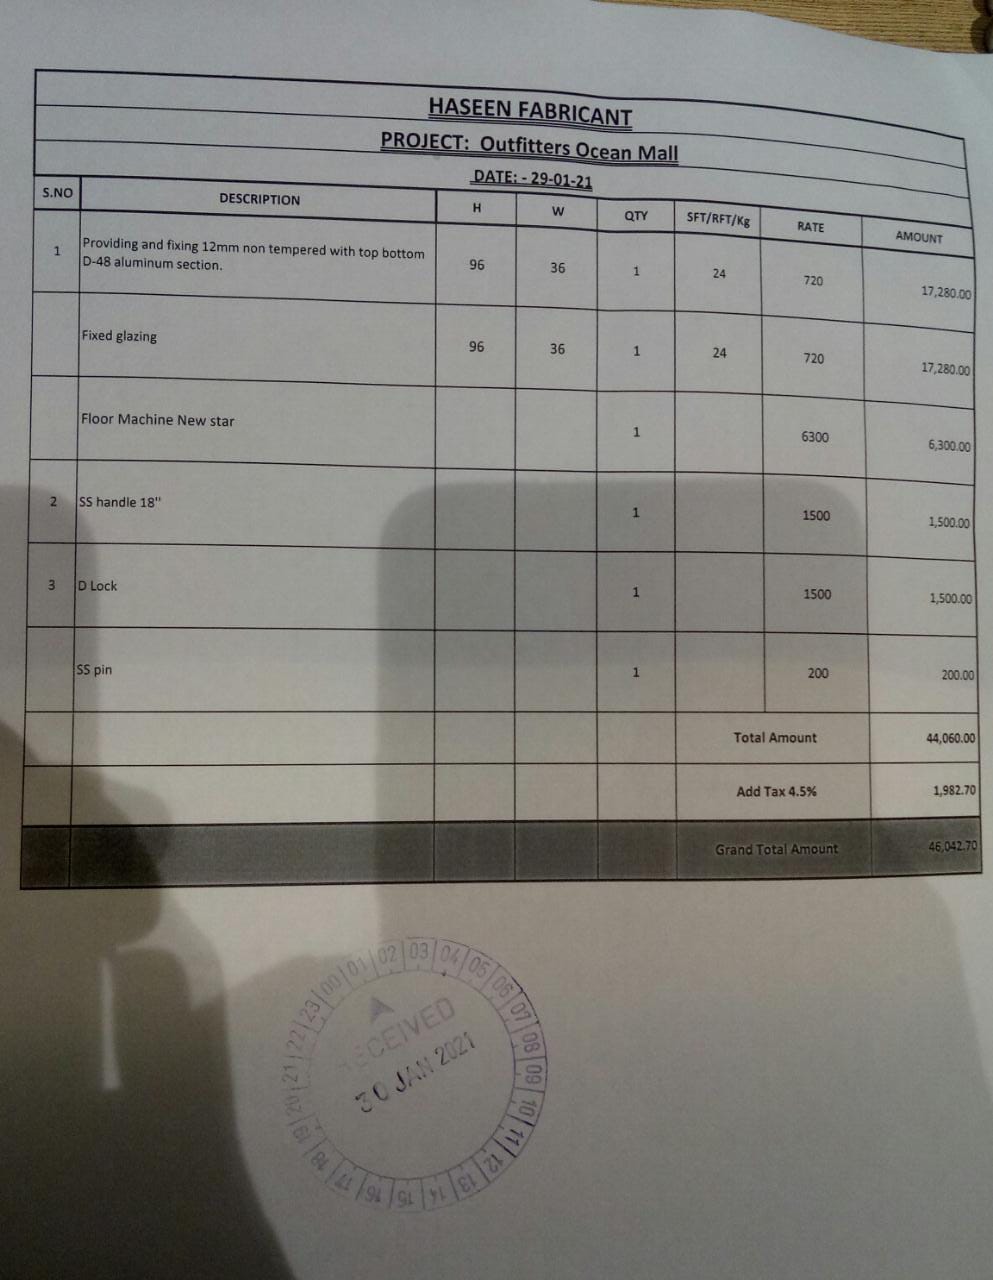 HASEEN FABRICANT
PROJECT: Outfitters Ocean Mall
DATE: - 29-01-21
S.NO DESCRIPTION H W QTY SFT/RFT/Kg RATE AMOUNT
1 Providing and fixing 12mm non tempered with top bottom
D-48 aluminum section. 96 36 1 24 720 17,280.00
Fixed glazing 96 36 1 24 720 17,280.00
Floor Machine New star 1 6300 6,300.00
2 SS handle 18" 1 1500 1,500.00
3 D Lock 1 1500 1,500.00
SS pin 1 200 200.00
Total Amount 44,060.00
Add Tax 4.5% 1,982.70
Grand Total Amount 46,042.70
00 01 02 03 04 05 06 07 08 09 10 11 12 13 14 15 16 17 18 19 20 21 22 23
ECEIVED
30 JAN 2021